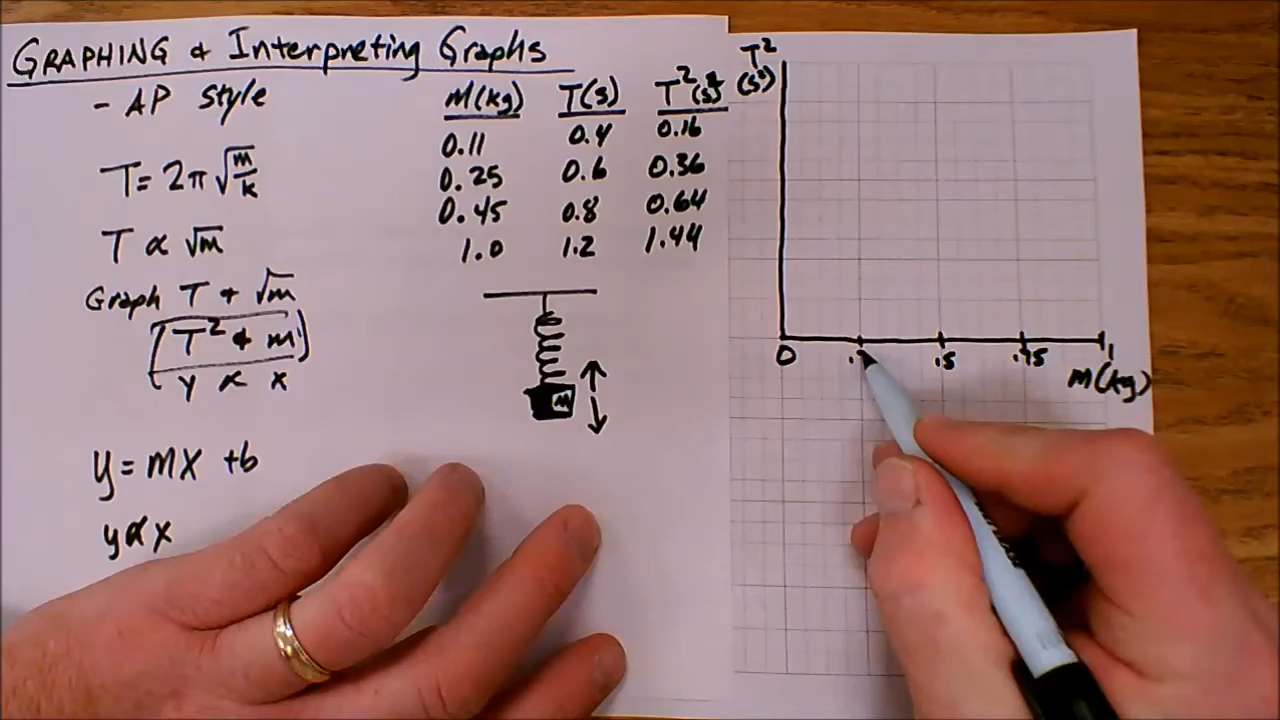 GRAPHING & Interpreting Graphs
- AP style
T = 2π √m/k
T ∝ √m
Graph T & √m
T² & m
y ∝ x
y = mx + b
y ∝ x
M(kg) T(s) T²(s²)
0.11 0.4 0.16
0.25 0.6 0.36
0.45 0.8 0.64
1.0 1.2 1.44
M
T²
(s²)
0 .5 .75 1
M(kg)